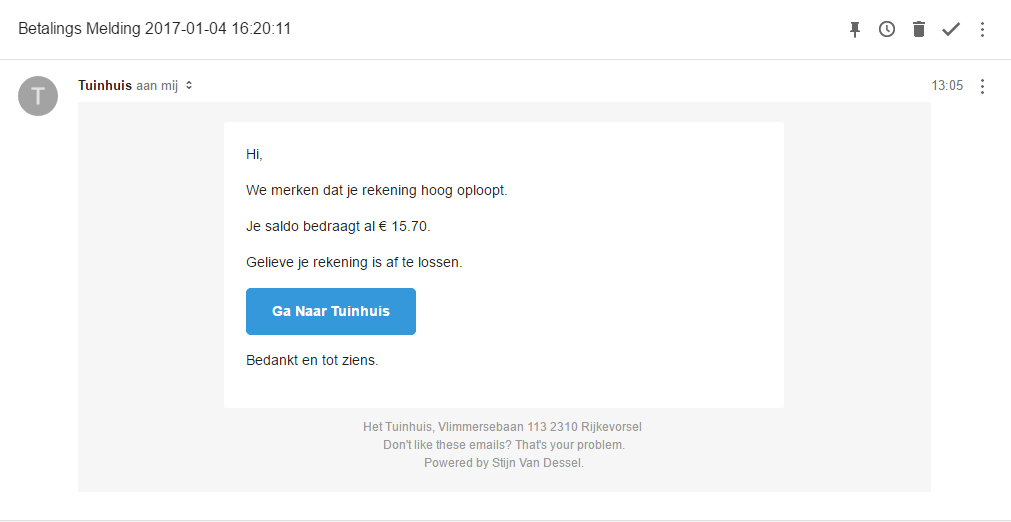 Betalings Melding 2017-01-04 16:20:11
T
Tuinhuis aan mij
13:05
Hi,
We merken dat je rekening hoog oploopt.
Je saldo bedraagt al € 15.70.
Gelieve je rekening is af te lossen.
Ga Naar Tuinhuis
Bedankt en tot ziens.
Het Tuinhuis, Vlimmersebaan 113 2310 Rijkevorsel
Don't like these emails? That's your problem.
Powered by Stijn Van Dessel.